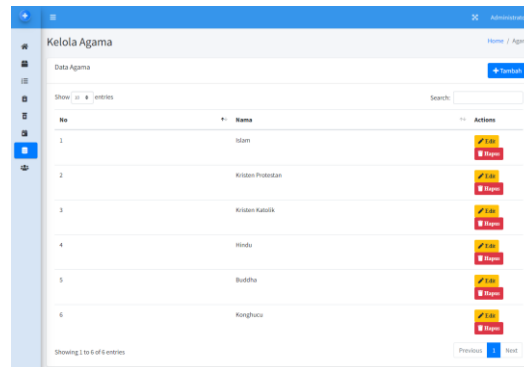 Administrat
Kelola Agama
Home / Aga
Data Agama
Tambah
Show 10 entries
Search:
No Nama Actions
1 Islam Edit
Hapus
2 Kristen Protestan Edit
Hapus
3 Kristen Katolik Edit
Hapus
4 Hindu Edit
Hapus
5 Buddha Edit
Hapus
6 Konghucu Edit
Hapus
Showing 1 to 6 of 6 entries
Previous 1 Next